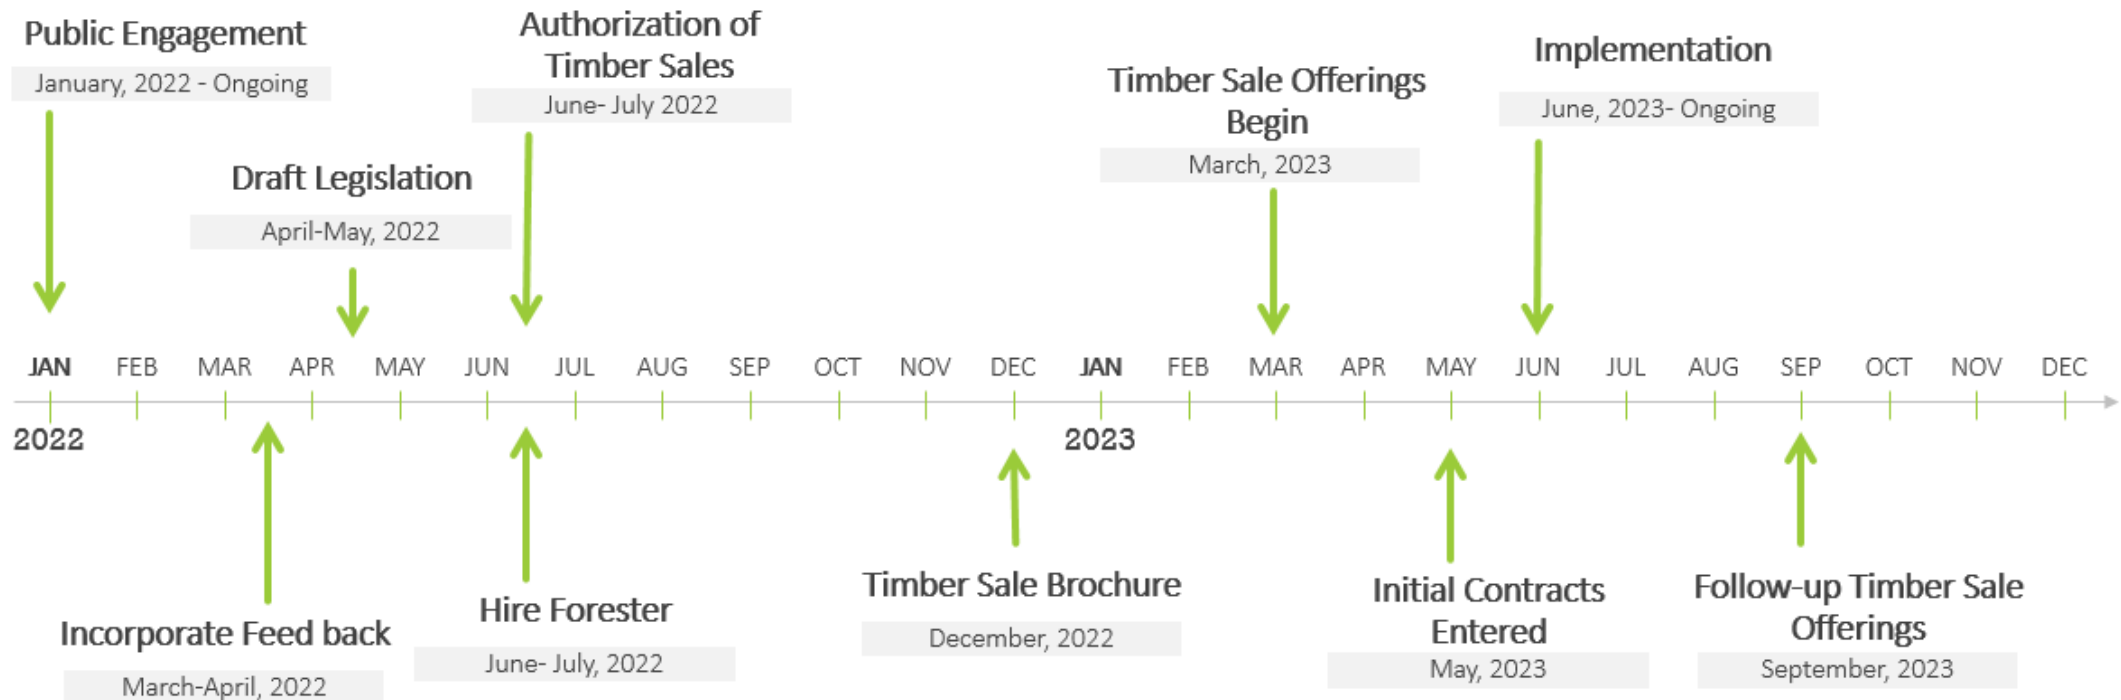 Public Engagement
January, 2022 - Ongoing
Authorization of
Timber Sales
June- July 2022
Draft Legislation
April-May, 2022
Timber Sale Offerings
Begin
March, 2023
Implementation
June, 2023- Ongoing
JAN FEB MAR APR MAY JUN JUL AUG SEP OCT NOV DEC JAN FEB MAR APR MAY JUN JUL AUG SEP OCT NOV DEC
2022 2023
Incorporate Feed back
March-April, 2022
Hire Forester
June- July, 2022
Timber Sale Brochure
December, 2022
Initial Contracts
Entered
May, 2023
Follow-up Timber Sale
Offerings
September, 2023